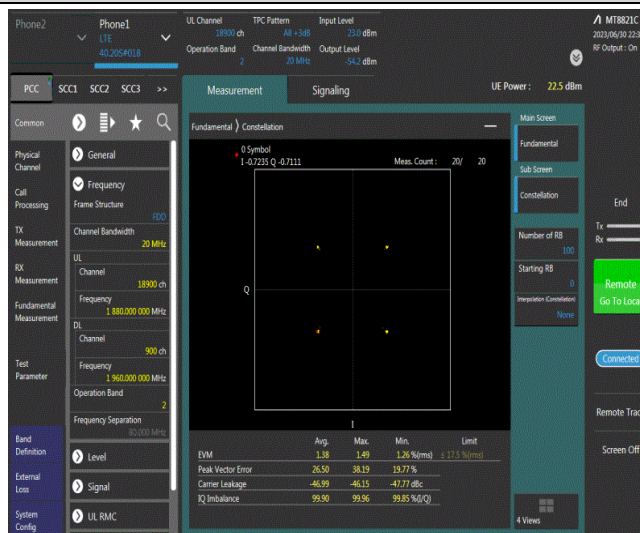 Phone2
Phone1
LTE
40.20S#018
UL Channel TPC Pattern Input Level
18900 ch All +3dB 23.0 dBm
Operation Band Channel Bandwidth Output Level
2 20 MHz -54.2 dBm
MT8821C
2023/06/30 22:3
RF Output : On
PCC SCC1 SCC2 SCC3 >>
Measurement Signaling
UE Power : 22.5 dBm
Common
Physical Channel
Call Processing
TX Measurement
RX Measurement
Fundamental Measurement
Test Parameter
Band Definition
External Loss
System Config
General
Frequency
Frame Structure
FDD
Channel Bandwidth
20 MHz
UL
Channel
18900 ch
Frequency
1 880.000 000 MHz
DL
Channel
900 ch
Frequency
1 960.000 000 MHz
Operation Band
2
Frequency Separation
80.000 MHz
Level
Signal
UL RMC
Fundamental Constellation
0 Symbol
I -0.7235 Q -0.7111
Meas. Count : 20/ 20
Q
I
Avg. Max. Min. Limit
EVM 1.38 1.49 1.26 %(rms) ≤ 17.5 %(rms)
Peak Vector Error 26.50 38.19 19.77 %
Carrier Leakage -46.99 -46.15 -47.77 dBc
IQ Imbalance 99.90 99.96 99.85 %(I/Q)
Main Screen
Fundamental
Sub Screen
Constellation
Number of RB
100
Starting RB
0
Interpolation (Constellation)
None
4 Views
End
Tx
Rx
Remote
Go To Loca
Connected
Remote Trac
Screen Off